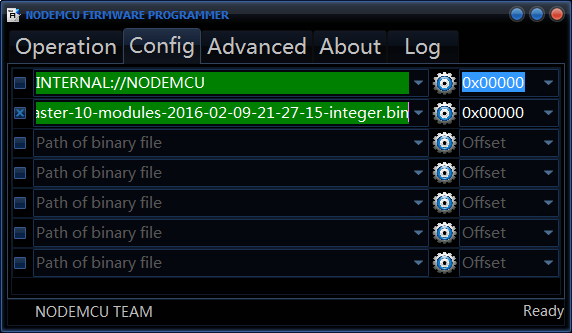 NODEMCU FIRMWARE PROGRAMMER
Operation Config Advanced About Log
INTERNAL://NODEMCU 0x00000
aster-10-modules-2016-02-09-21-27-15-integer.bin 0x00000
Path of binary file Offset
Path of binary file Offset
Path of binary file Offset
Path of binary file Offset
Path of binary file Offset
NODEMCU TEAM Ready